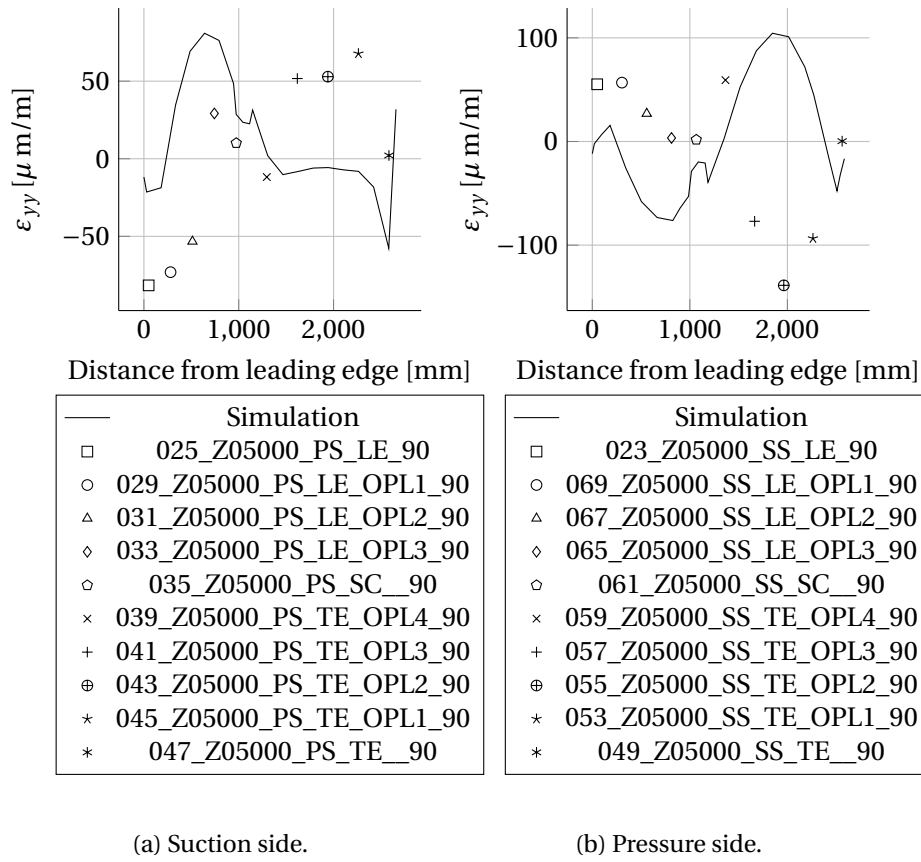 50
0
−50
0
1,000
2,000
ε_yy [μ m/m]
Distance from leading edge [mm]
Simulation
025_Z05000_PS_LE_90
029_Z05000_PS_LE_OPL1_90
031_Z05000_PS_LE_OPL2_90
033_Z05000_PS_LE_OPL3_90
035_Z05000_PS_SC__90
039_Z05000_PS_TE_OPL4_90
041_Z05000_PS_TE_OPL3_90
043_Z05000_PS_TE_OPL2_90
045_Z05000_PS_TE_OPL1_90
047_Z05000_PS_TE__90
(a) Suction side.
100
0
−100
0
1,000
2,000
ε_yy [μ m/m]
Distance from leading edge [mm]
Simulation
023_Z05000_SS_LE_90
069_Z05000_SS_LE_OPL1_90
067_Z05000_SS_LE_OPL2_90
065_Z05000_SS_LE_OPL3_90
061_Z05000_SS_SC__90
059_Z05000_SS_TE_OPL4_90
057_Z05000_SS_TE_OPL3_90
055_Z05000_SS_TE_OPL2_90
053_Z05000_SS_TE_OPL1_90
049_Z05000_SS_TE__90
(b) Pressure side.